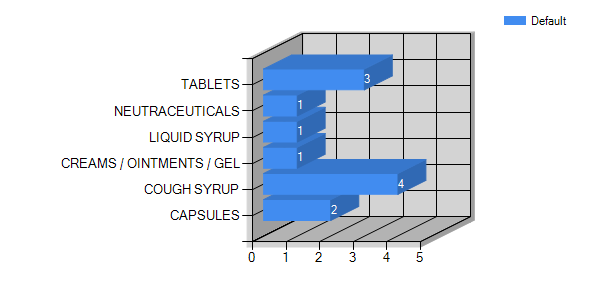 Default
TABLETS
3
NEUTRACEUTICALS
1
LIQUID SYRUP
1
CREAMS / OINTMENTS / GEL
1
COUGH SYRUP
4
CAPSULES
2
0 1 2 3 4 5